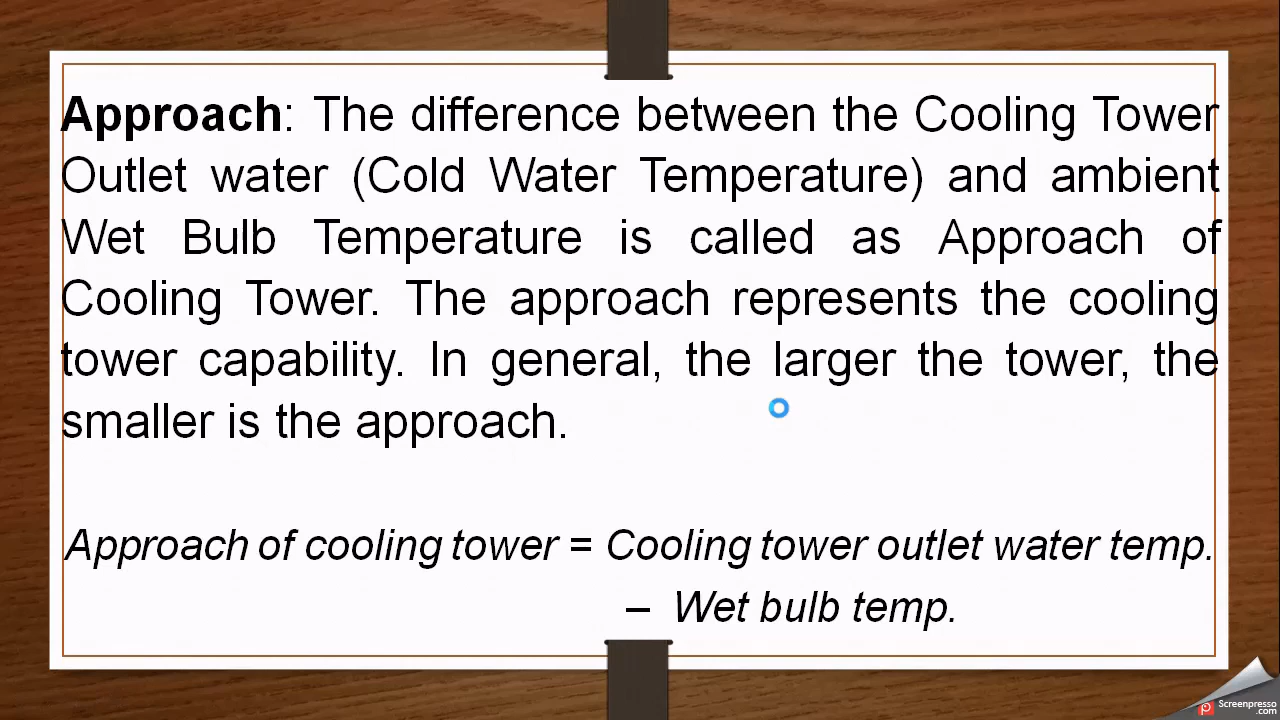 Approach: The difference between the Cooling Tower
Outlet water (Cold Water Temperature) and ambient
Wet Bulb Temperature is called as Approach of
Cooling Tower. The approach represents the cooling
tower capability. In general, the larger the tower, the
smaller is the approach.
Approach of cooling tower = Cooling tower outlet water temp.
– Wet bulb temp.
Screenpresso
.com